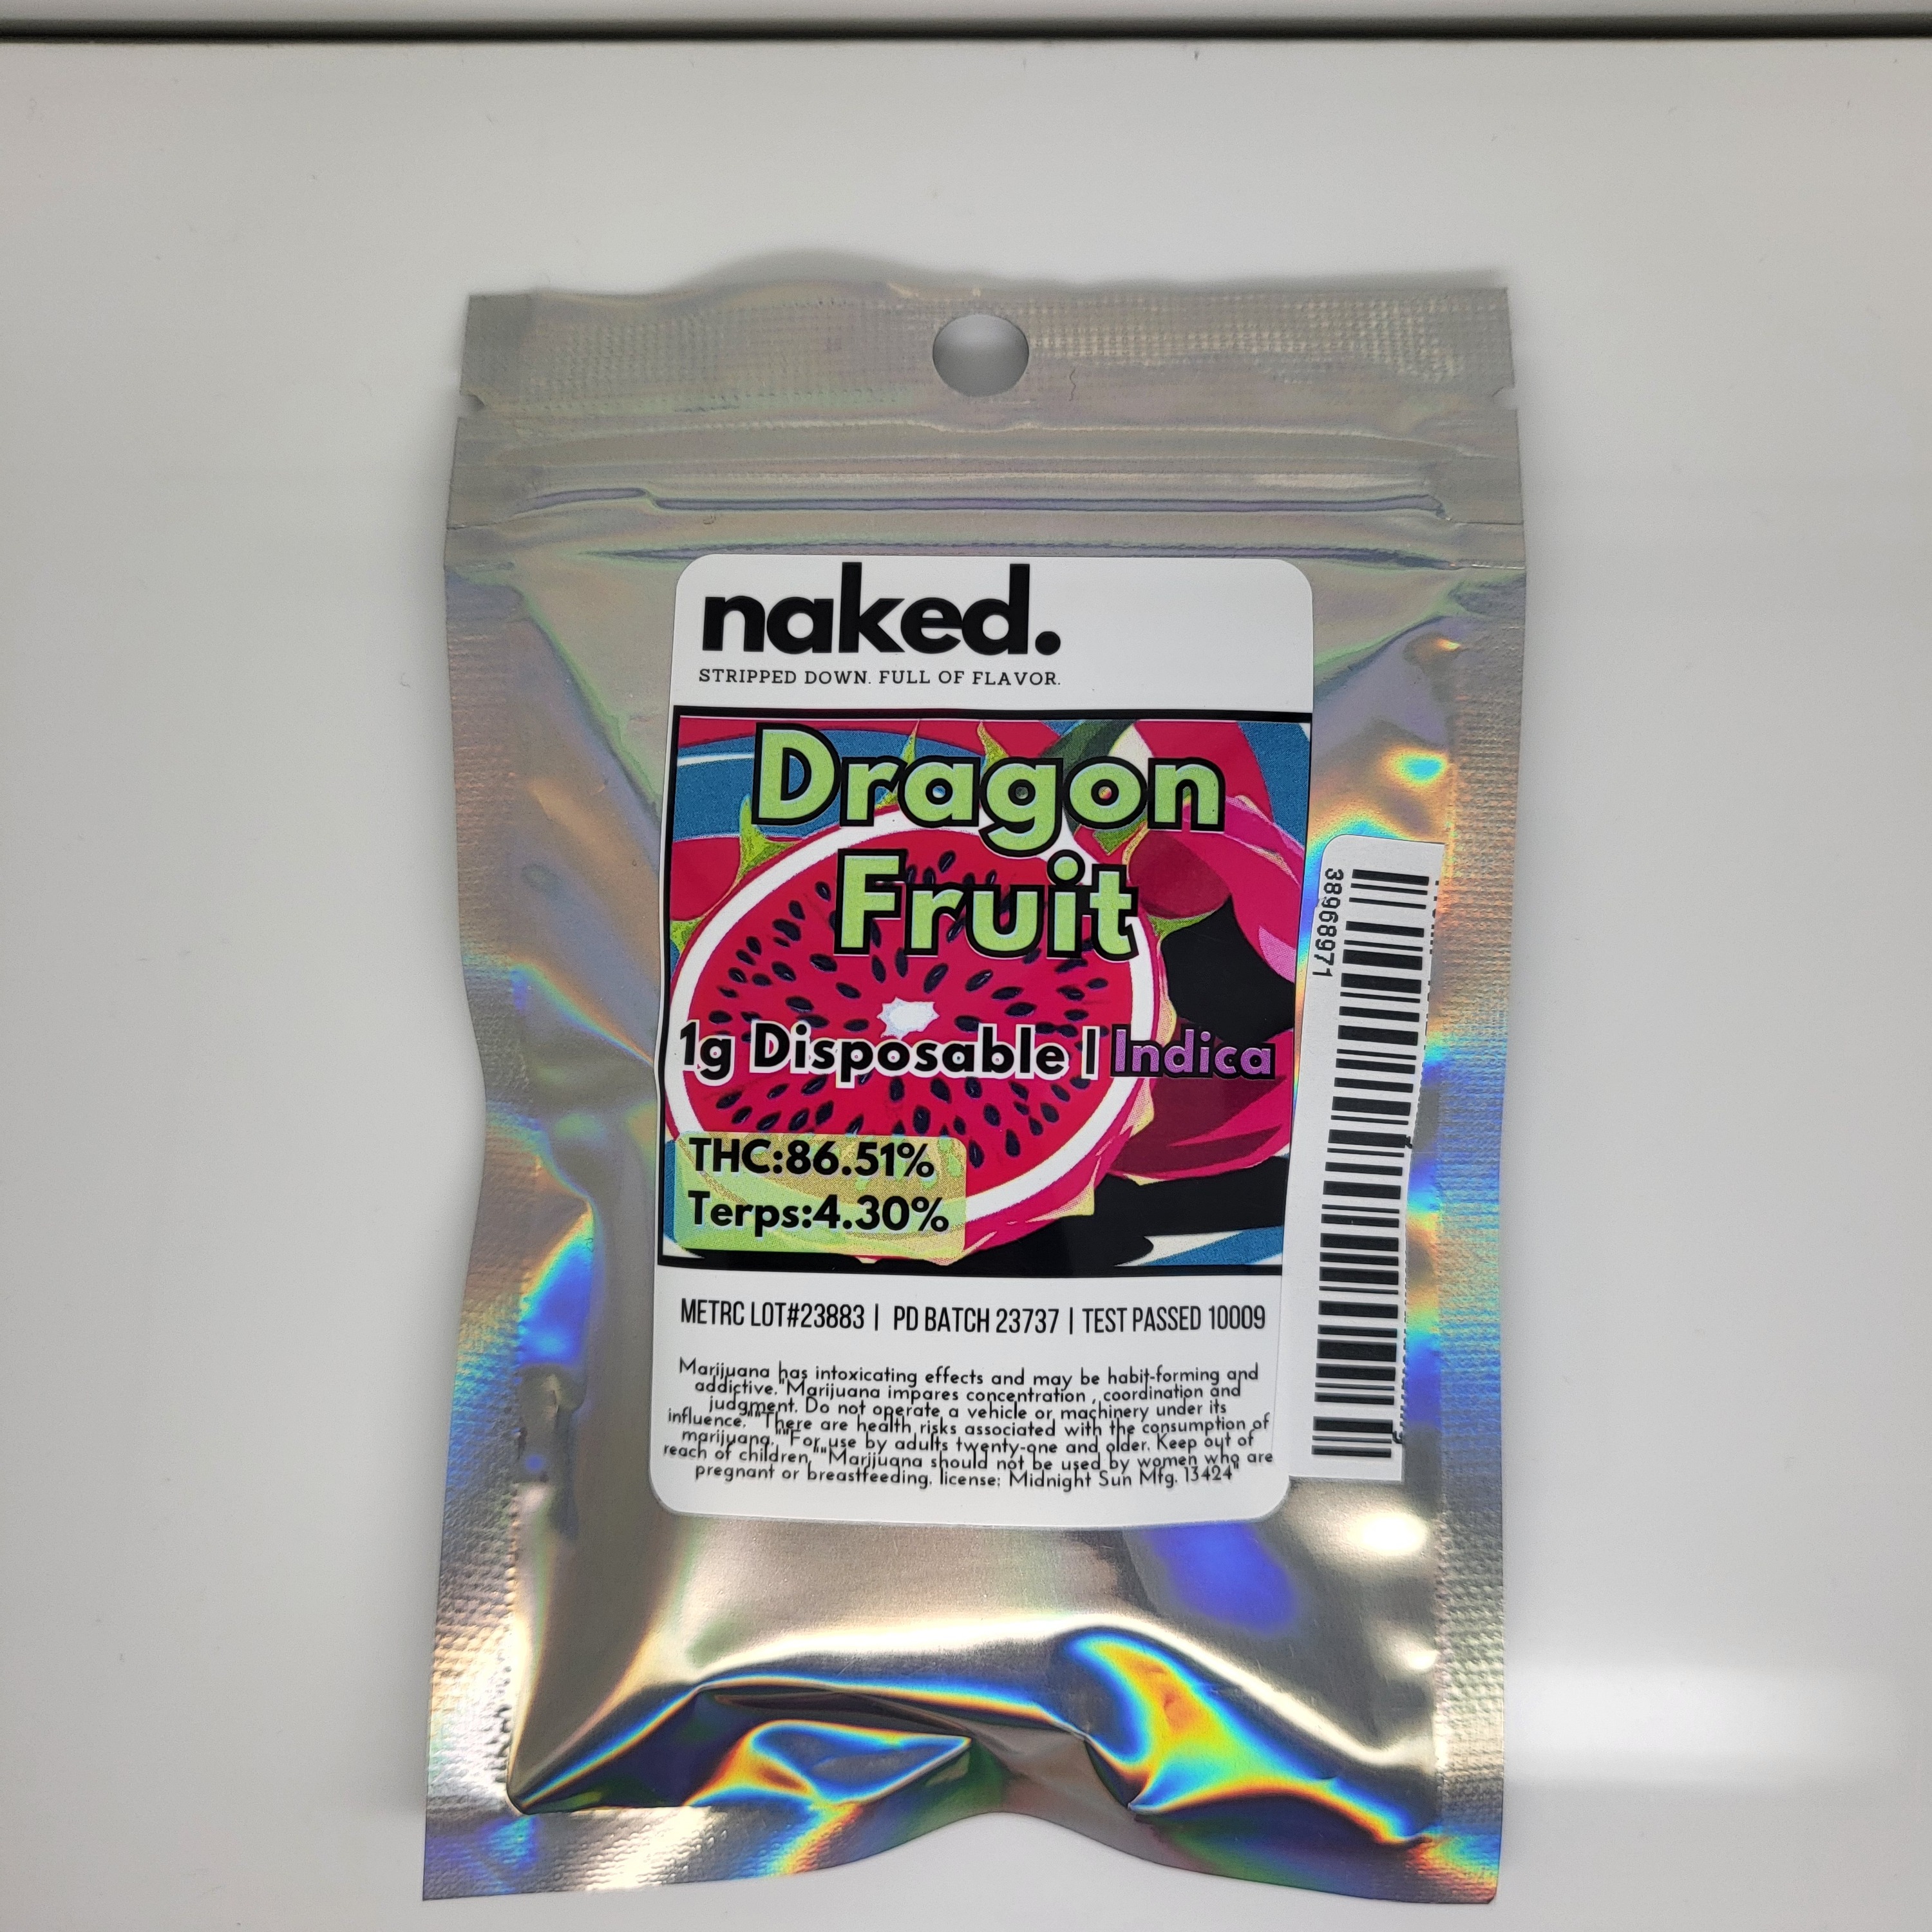 naked.
STRIPPED DOWN. FULL OF FLAVOR.
Dragon
Fruit
1g Disposable | Indica
THC:86.51%
Terps:4.30%
METRC LOT#23883 | PD BATCH 23737 | TEST PASSED 10009
Marijuana has intoxicating effects and may be habit-forming and
addictive."Marijuana impares concentration , coordination and
judgment. Do not operate a vehicle or machinery under its
influence.""There are health risks associated with the consumption of
marijuana.""For use by adults twenty-one and older. Keep out of
reach of children.""Marijuana should not be used by women who are
pregnant or breastfeeding. license: Midnight Sun Mfg. 13424"
38968971